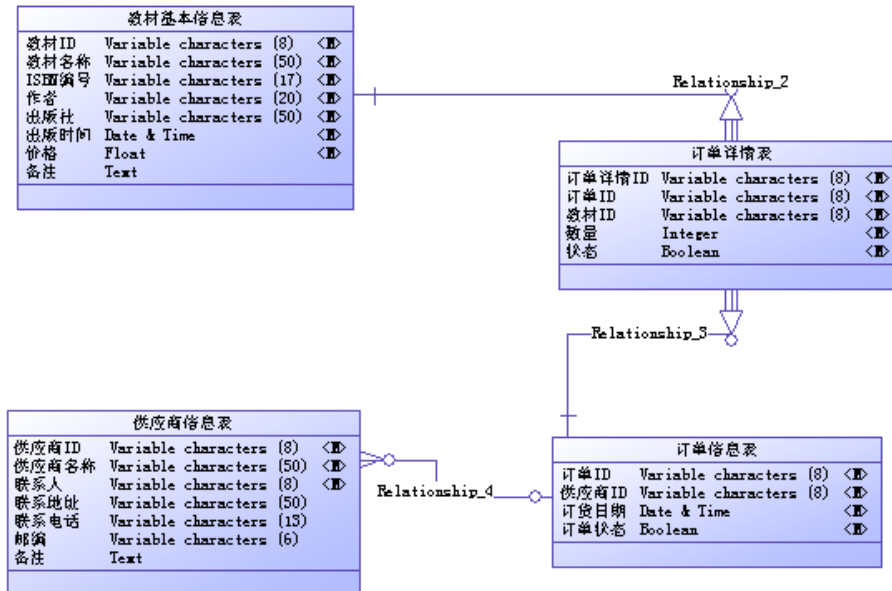 教材基本信息表
教材ID Variable characters (8) <M>
教材名称 Variable characters (50) <M>
ISBN编号 Variable characters (17) <M>
作者 Variable characters (20) <M>
出版社 Variable characters (50) <M>
出版时间 Date & Time <M>
价格 Float <M>
备注 Text
Relationship_2
订单详情表
订单详情ID Variable characters (8) <M>
订单ID Variable characters (8) <M>
教材ID Variable characters (8) <M>
数量 Integer <M>
状态 Boolean <M>
Relationship_3
供应商信息表
供应商ID Variable characters (8) <M>
供应商名称 Variable characters (50) <M>
联系人 Variable characters (8) <M>
联系地址 Variable characters (50)
联系电话 Variable characters (13)
邮编 Variable characters (6)
备注 Text
Relationship_4
订单信息表
订单ID Variable characters (8) <M>
供应商ID Variable characters (8) <M>
订货日期 Date & Time <M>
订单状态 Boolean <M>